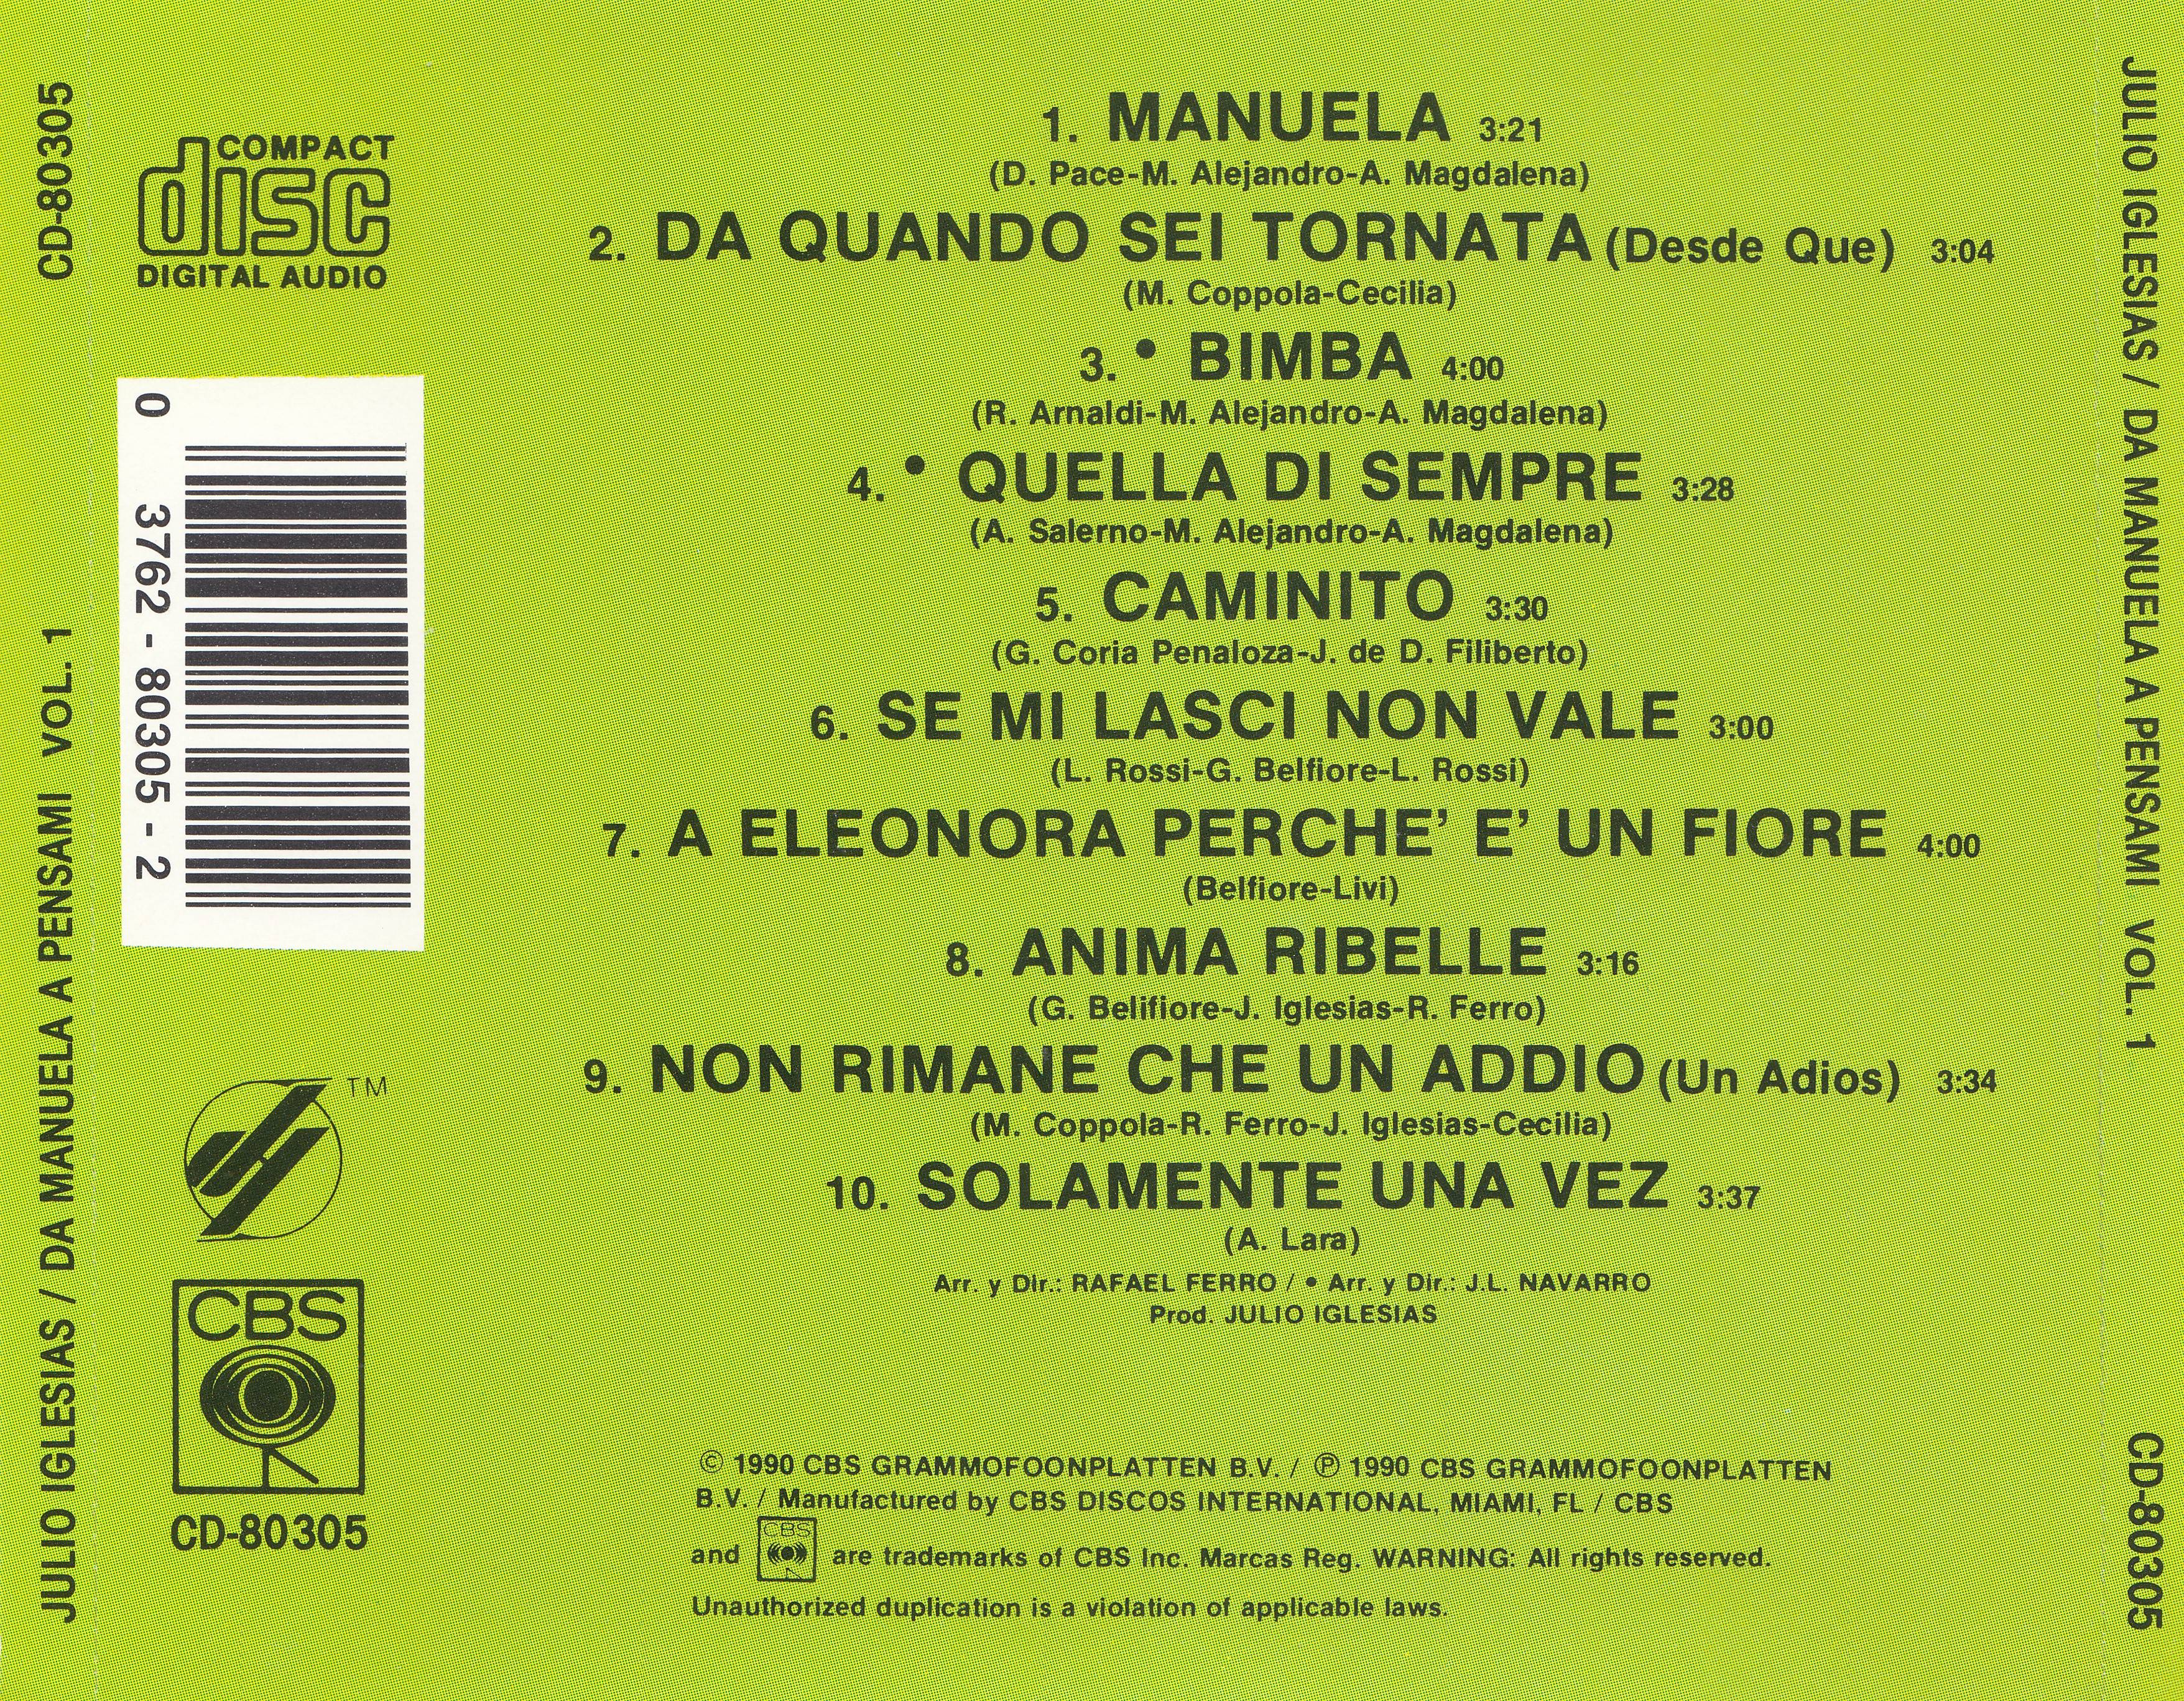 CD-80305
JULIO IGLESIAS / DA MANUELA A PENSAMI VOL. 1
COMPACT
disc
DIGITAL AUDIO
0
3762 - 80305 - 2
TM
CBS
CD-80305
1. MANUELA 3:21
(D. Pace-M. Alejandro-A. Magdalena)
2. DA QUANDO SEI TORNATA (Desde Que) 3:04
(M. Coppola-Cecilia)
3. • BIMBA 4:00
(R. Arnaldi-M. Alejandro-A. Magdalena)
4. • QUELLA DI SEMPRE 3:28
(A. Salerno-M. Alejandro-A. Magdalena)
5. CAMINITO 3:30
(G. Coria Penaloza-J. de D. Filiberto)
6. SE MI LASCI NON VALE 3:00
(L. Rossi-G. Belfiore-L. Rossi)
7. A ELEONORA PERCHE' E' UN FIORE 4:00
(Belfiore-Livi)
8. ANIMA RIBELLE 3:16
(G. Belifiore-J. Iglesias-R. Ferro)
9. NON RIMANE CHE UN ADDIO (Un Adios) 3:34
(M. Coppola-R. Ferro-J. Iglesias-Cecilia)
10. SOLAMENTE UNA VEZ 3:37
(A. Lara)
Arr. y Dir.: RAFAEL FERRO / • Arr. y Dir.: J.L. NAVARRO
Prod. JULIO IGLESIAS
© 1990 CBS GRAMMOFOONPLATTEN B.V. / ℗ 1990 CBS GRAMMOFOONPLATTEN
B.V. / Manufactured by CBS DISCOS INTERNATIONAL, MIAMI, FL / CBS
and CBS are trademarks of CBS Inc. Marcas Reg. WARNING: All rights reserved.
Unauthorized duplication is a violation of applicable laws.
JULIO IGLESIAS / DA MANUELA A PENSAMI VOL. 1
CD-80305